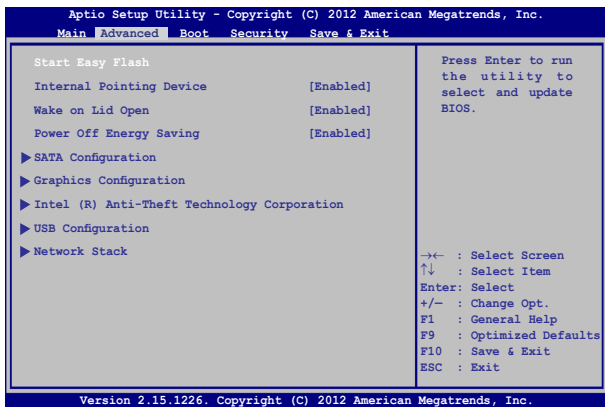 Aptio Setup Utility - Copyright (C) 2012 American Megatrends, Inc.
Main Advanced Boot Security Save & Exit
Start Easy Flash
Internal Pointing Device [Enabled]
Wake on Lid Open [Enabled]
Power Off Energy Saving [Enabled]
SATA Configuration
Graphics Configuration
Intel (R) Anti-Theft Technology Corporation
USB Configuration
Network Stack
Press Enter to run
the utility to
select and update
BIOS.
→← : Select Screen
↑↓ : Select Item
Enter: Select
+/— : Change Opt.
F1 : General Help
F9 : Optimized Defaults
F10 : Save & Exit
ESC : Exit
Version 2.15.1226. Copyright (C) 2012 American Megatrends, Inc.